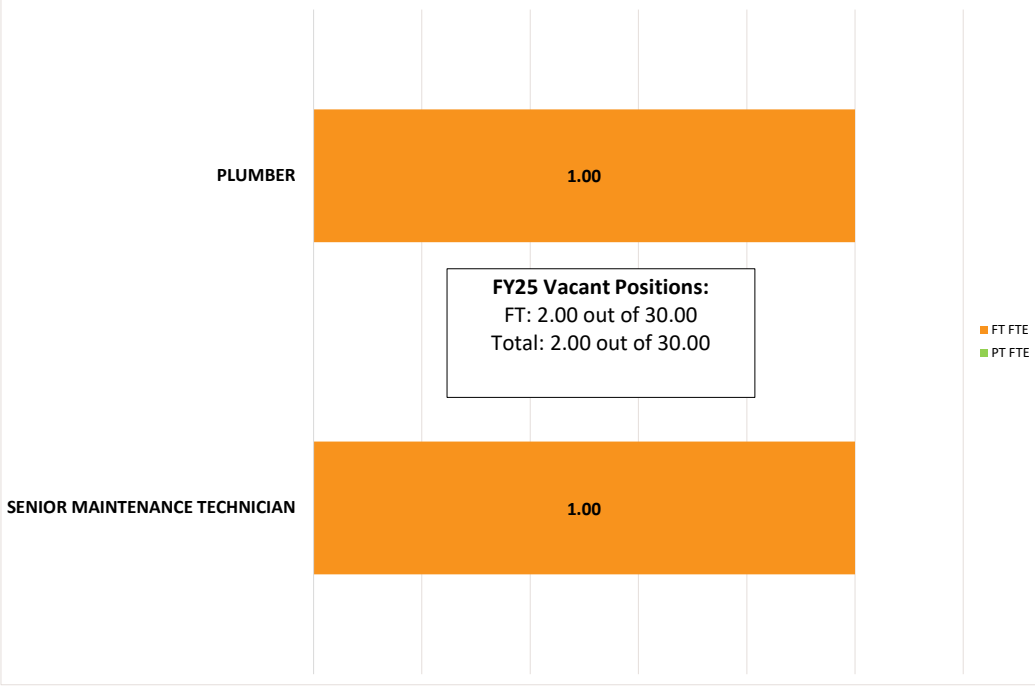 PLUMBER
1.00
FY25 Vacant Positions:
FT: 2.00 out of 30.00
Total: 2.00 out of 30.00
FT FTE
PT FTE
SENIOR MAINTENANCE TECHNICIAN
1.00